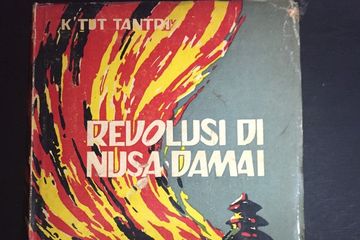 K'TUT TANTRI
REVOLUSI DI
NUSA DAMAI